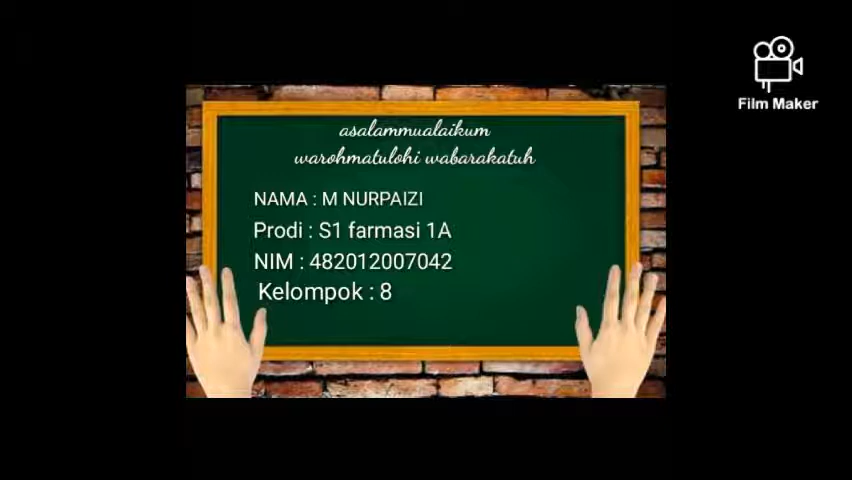 asalammualaikum
warohmatulohi wabarakatuh
NAMA : M NURPAIZI
Prodi : S1 farmasi 1A
NIM : 482012007042
Kelompok : 8
Film Maker